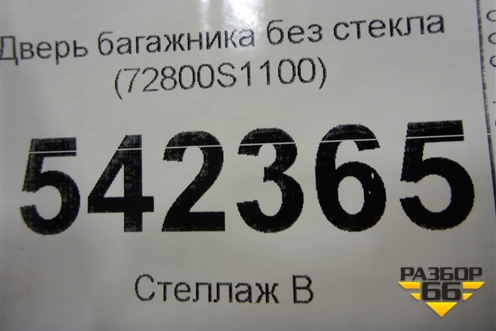 Дверь багажника без стекла
(72800S1100)
542365
Стеллаж В
РАЗБОР
66